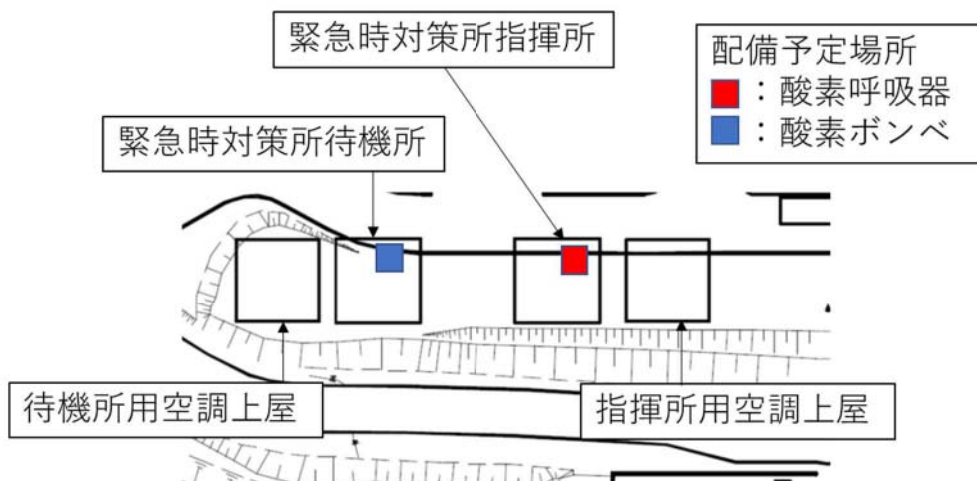 緊急時対策所指揮所
配備予定場所
：酸素呼吸器
：酸素ボンベ
緊急時対策所待機所
待機所用空調上屋
指揮所用空調上屋